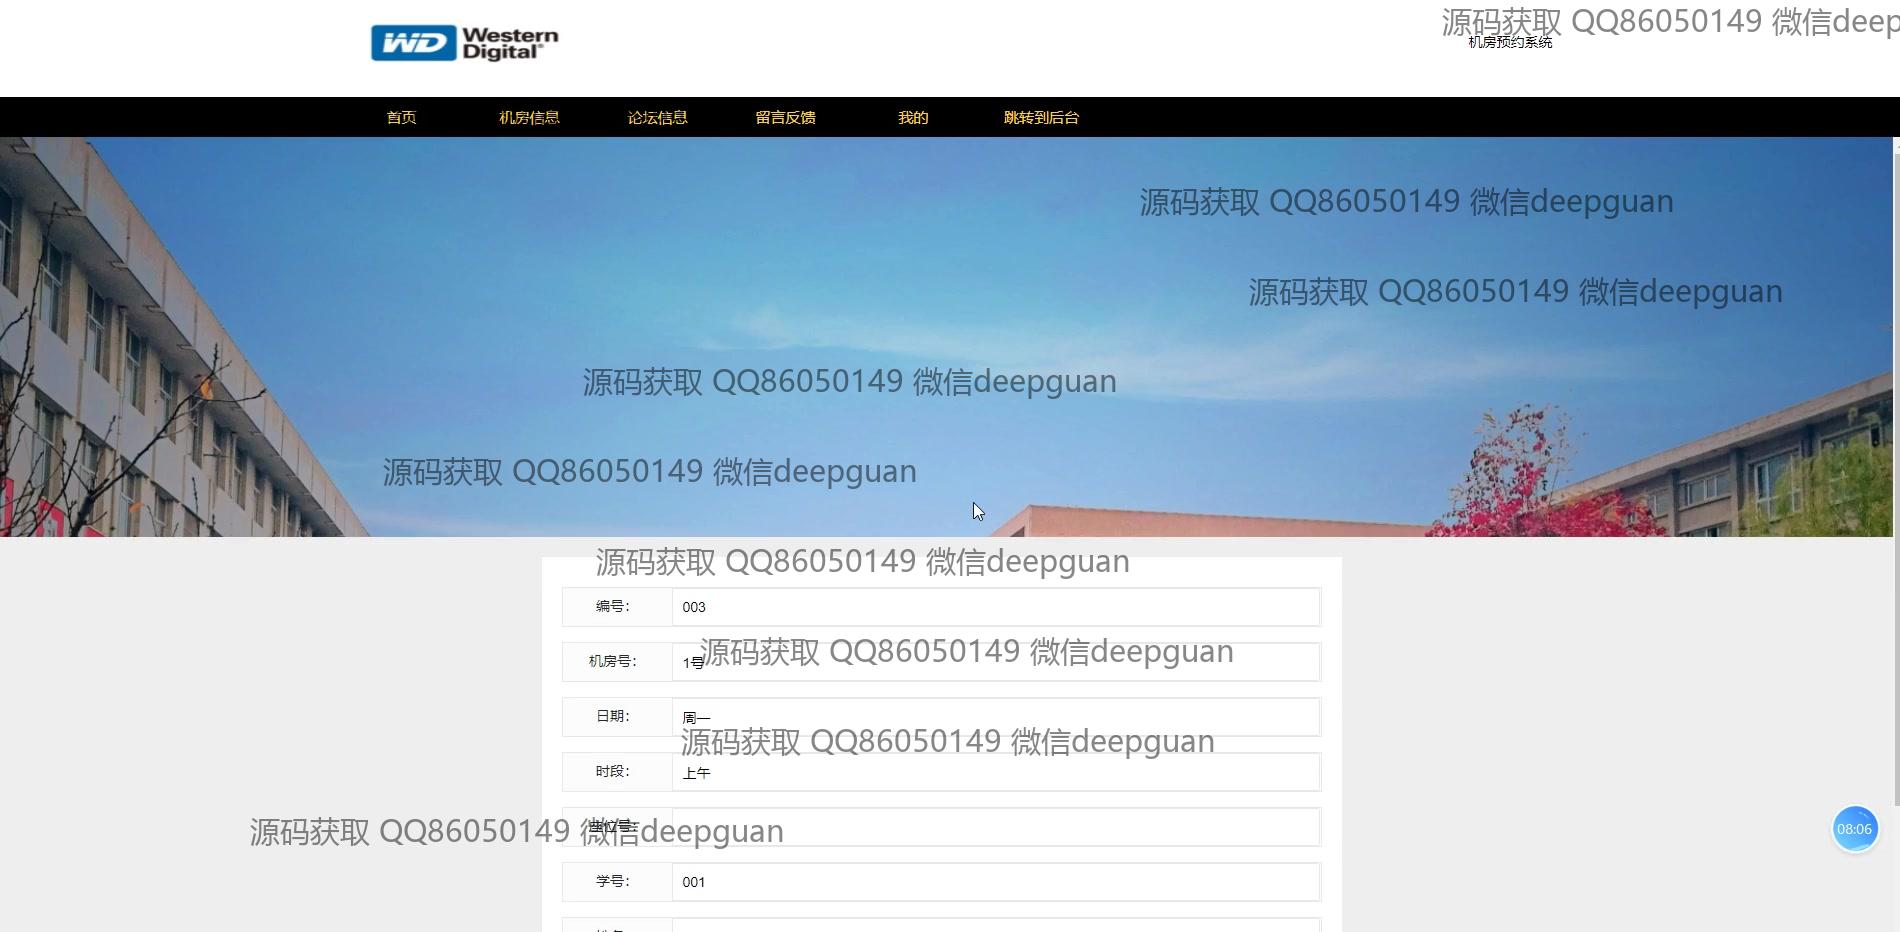 WD Western
Digital®
源码获取 QQ86050149 微信deep
机房预约系统
首页 机房信息 论坛信息 留言反馈 我的 跳转到后台
源码获取 QQ86050149 微信deepguan
源码获取 QQ86050149 微信deepguan
源码获取 QQ86050149 微信deepguan
源码获取 QQ86050149 微信deepguan
源码获取 QQ86050149 微信deepguan
编号： 003
源码获取 QQ86050149 微信deepguan
机房号： 1号
日期： 周一
源码获取 QQ86050149 微信deepguan
时段： 上午
座位号：
源码获取 QQ86050149 微信deepguan
08:06
学号： 001